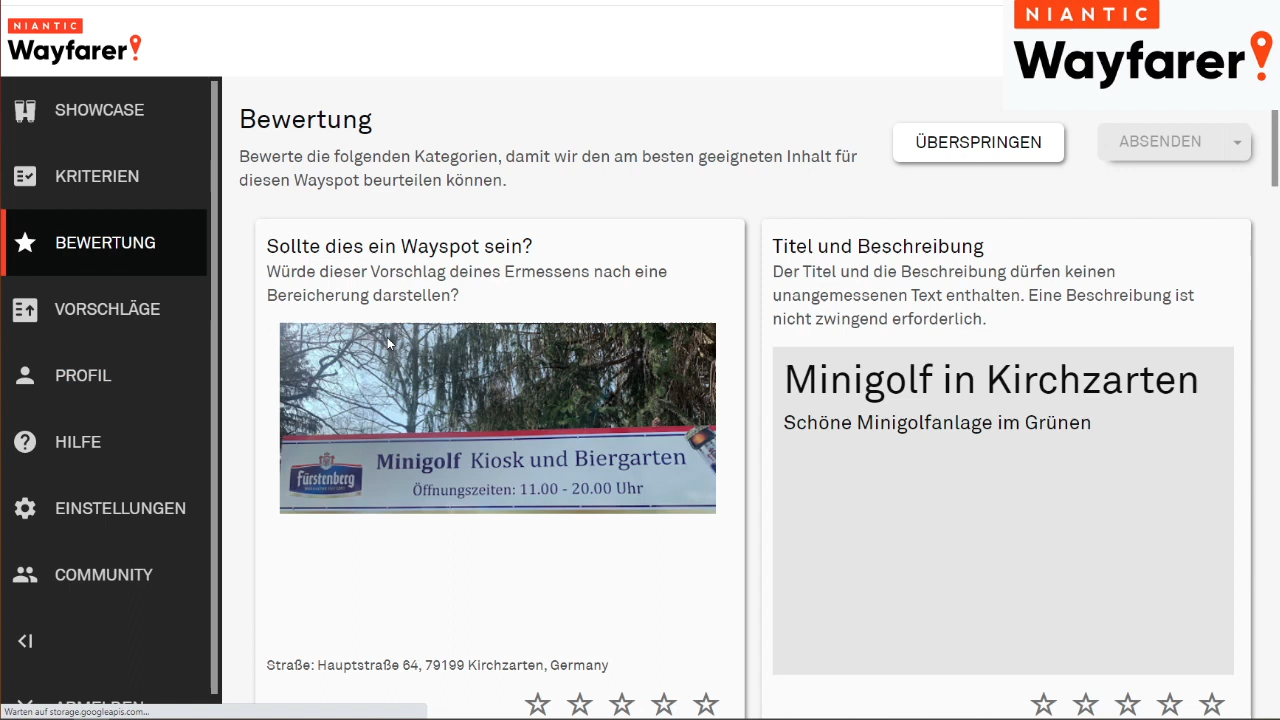 NIANTIC
Wayfarer
NIANTIC
Wayfarer
SHOWCASE
KRITERIEN
BEWERTUNG
VORSCHLÄGE
PROFIL
HILFE
EINSTELLUNGEN
COMMUNITY
ABMELDEN
Warten auf storage.googleapis.com...
Bewertung
Bewerte die folgenden Kategorien, damit wir den am besten geeigneten Inhalt für
diesen Wayspot beurteilen können.
ÜBERSPRINGEN
ABSENDEN
Sollte dies ein Wayspot sein?
Würde dieser Vorschlag deines Ermessens nach eine
Bereicherung darstellen?
Fürstenberg
Minigolf Kiosk und Biergarten
Öffnungszeiten: 11.00 - 20.00 Uhr
Straße: Hauptstraße 64, 79199 Kirchzarten, Germany
Titel und Beschreibung
Der Titel und die Beschreibung dürfen keinen
unangemessenen Text enthalten. Eine Beschreibung ist
nicht zwingend erforderlich.
Minigolf in Kirchzarten
Schöne Minigolfanlage im Grünen